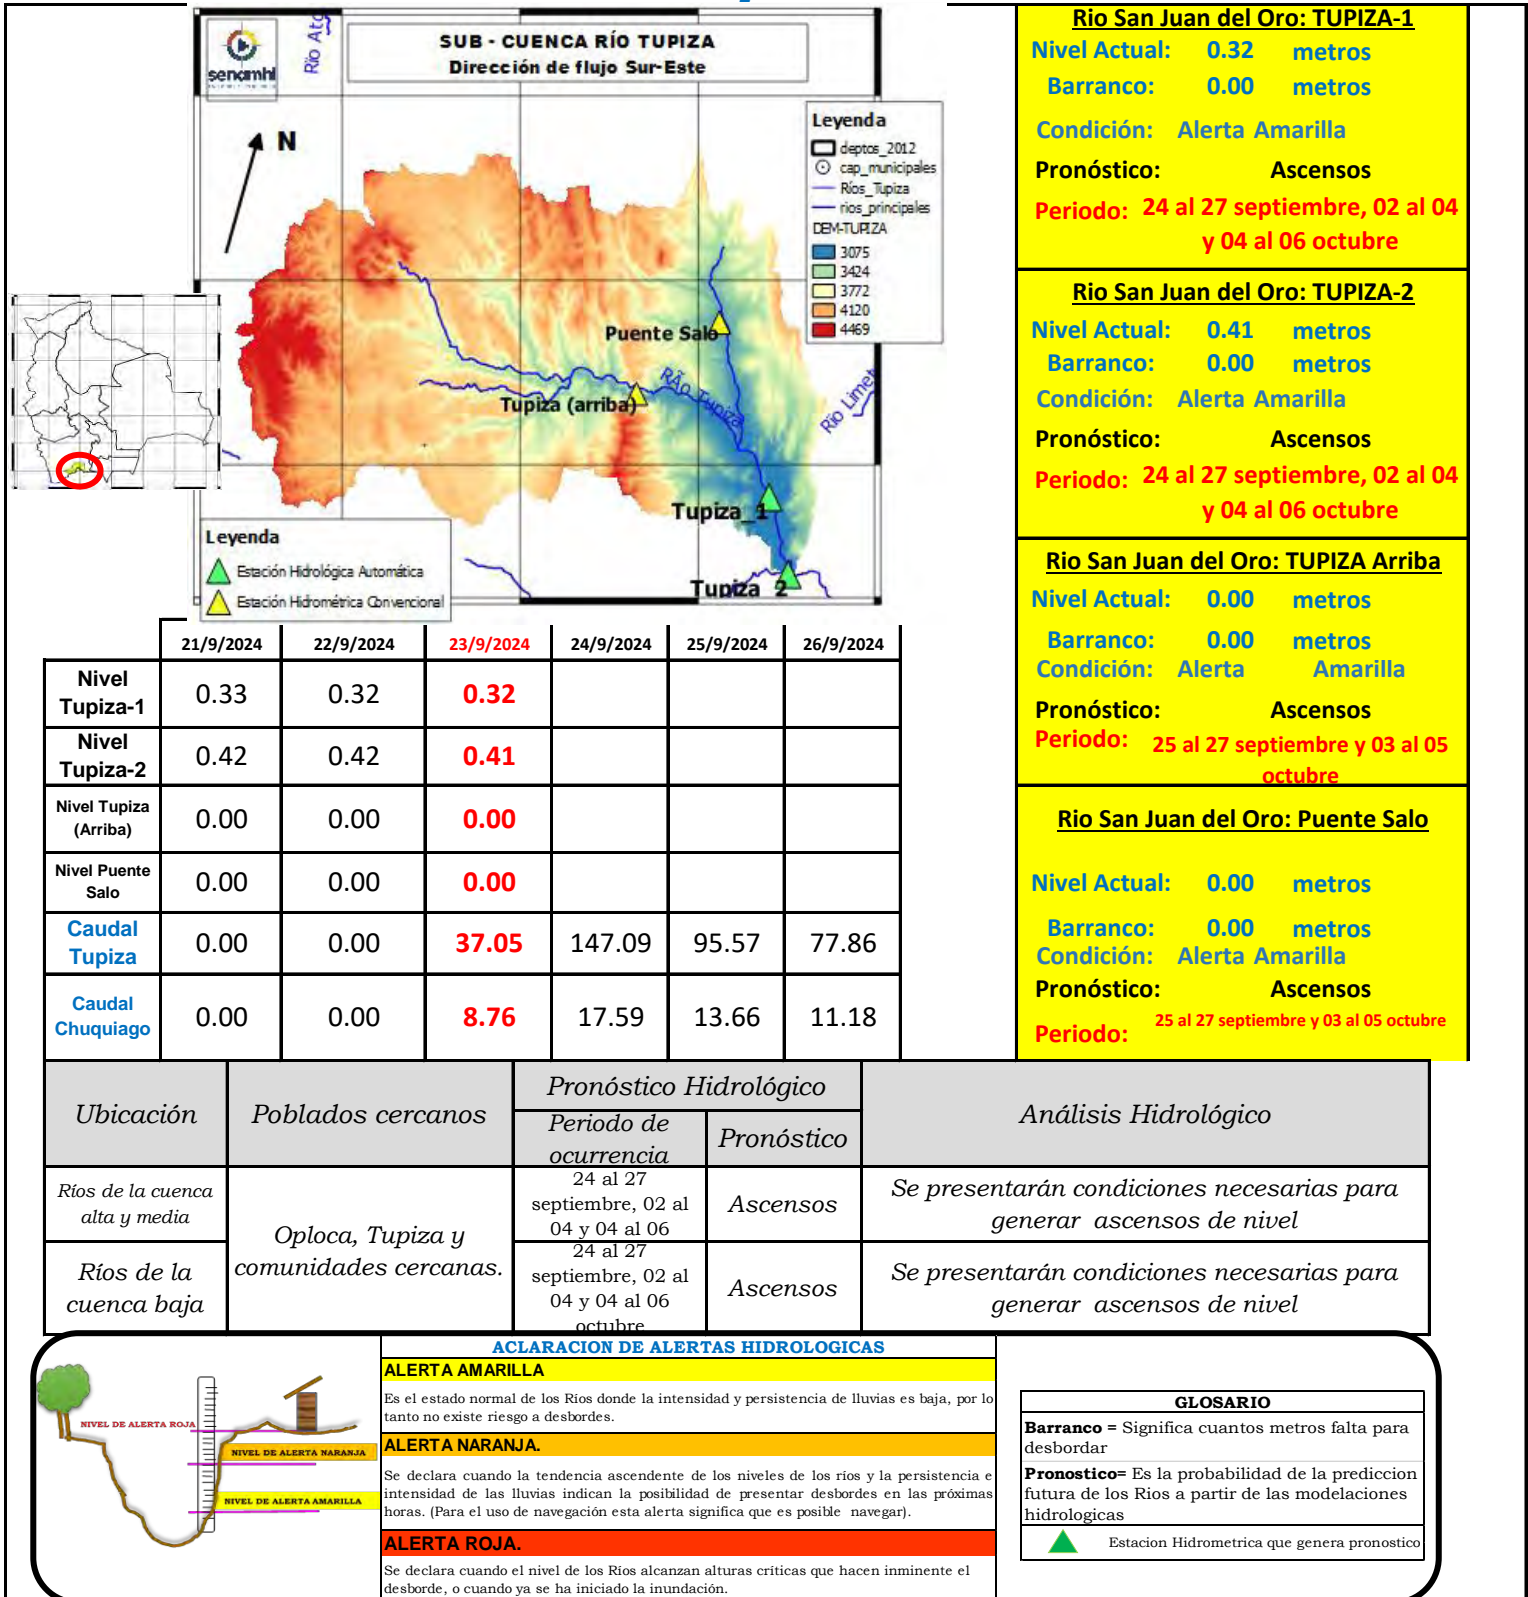 SUB - CUENCA RÍO TUPIZA
Dirección de flujo Sur-Este
senamhi
Río Ato
N
Leyenda
deptos_2012
cap_municipales
Ríos_Tupiza
rios_principales
DEM-TUPIZA
3075
3424
3772
4120
4469
Puente Salo
RÃo Tupiza
Tupiza (arriba)
Río Limet
Tupiza_1
Tupiza_2
Leyenda
Estación Hidrológica Automática
Estación Hidrométrica Convencional
Rio San Juan del Oro: TUPIZA-1
Nivel Actual: 0.32 metros
Barranco: 0.00 metros
Condición: Alerta Amarilla
Pronóstico: Ascensos
Periodo: 24 al 27 septiembre, 02 al 04
y 04 al 06 octubre
Rio San Juan del Oro: TUPIZA-2
Nivel Actual: 0.41 metros
Barranco: 0.00 metros
Condición: Alerta Amarilla
Pronóstico: Ascensos
Periodo: 24 al 27 septiembre, 02 al 04
y 04 al 06 octubre
Rio San Juan del Oro: TUPIZA Arriba
Nivel Actual: 0.00 metros
Barranco: 0.00 metros
Condición: Alerta Amarilla
Pronóstico: Ascensos
Periodo: 25 al 27 septiembre y 03 al 05
octubre
Rio San Juan del Oro: Puente Salo
Nivel Actual: 0.00 metros
Barranco: 0.00 metros
Condición: Alerta Amarilla
Pronóstico: Ascensos
Periodo: 25 al 27 septiembre y 03 al 05 octubre
21/9/2024 22/9/2024 23/9/2024 24/9/2024 25/9/2024 26/9/2024
Nivel
Tupiza-1 0.33 0.32 0.32
Nivel
Tupiza-2 0.42 0.42 0.41
Nivel Tupiza
(Arriba) 0.00 0.00 0.00
Nivel Puente
Salo 0.00 0.00 0.00
Caudal
Tupiza 0.00 0.00 37.05 147.09 95.57 77.86
Caudal
Chuquiago 0.00 0.00 8.76 17.59 13.66 11.18
Ubicación
Poblados cercanos
Pronóstico Hidrológico
Periodo de
ocurrencia
Pronóstico
Análisis Hidrológico
Ríos de la cuenca
alta y media
Oploca, Tupiza y
comunidades cercanas.
24 al 27
septiembre, 02 al
04 y 04 al 06
Ascensos
Se presentarán condiciones necesarias para
generar ascensos de nivel
Ríos de la
cuenca baja
24 al 27
septiembre, 02 al
04 y 04 al 06
octubre
Ascensos
Se presentarán condiciones necesarias para
generar ascensos de nivel
NIVEL DE ALERTA ROJA
NIVEL DE ALERTA NARANJA
NIVEL DE ALERTA AMARILLA
ACLARACION DE ALERTAS HIDROLOGICAS
ALERTA AMARILLA
Es el estado normal de los Rios donde la intensidad y persistencia de lluvias es baja, por lo
tanto no existe riesgo a desbordes.
ALERTA NARANJA.
Se declara cuando la tendencia ascendente de los niveles de los ríos y la persistencia e
intensidad de las lluvias indican la posibilidad de presentar desbordes en las próximas
horas. (Para el uso de navegación esta alerta significa que es posible navegar).
ALERTA ROJA.
Se declara cuando el nivel de los Rios alcanzan alturas críticas que hacen inminente el
desborde, o cuando ya se ha iniciado la inundación.
GLOSARIO
Barranco = Significa cuantos metros falta para
desbordar
Pronostico= Es la probabilidad de la prediccion
futura de los Rios a partir de las modelaciones
hidrologicas
Estacion Hidrometrica que genera pronostico